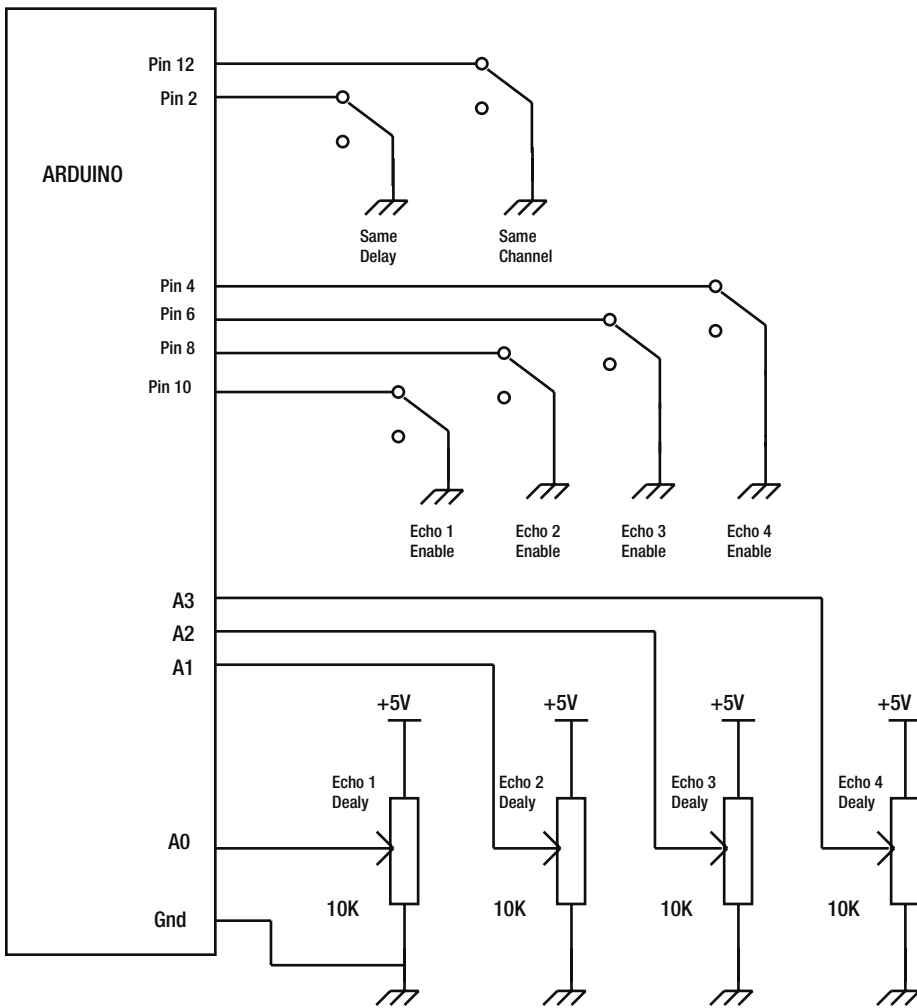 Pin 12
Pin 2
ARDUINO
Same
Delay
Same
Channel
Pin 4
Pin 6
Pin 8
Pin 10
Echo 1
Enable
Echo 2
Enable
Echo 3
Enable
Echo 4
Enable
A3
A2
A1
+5V
+5V
+5V
+5V
Echo 1
Dealy
Echo 2
Dealy
Echo 3
Dealy
Echo 4
Dealy
A0
10K
10K
10K
10K
Gnd